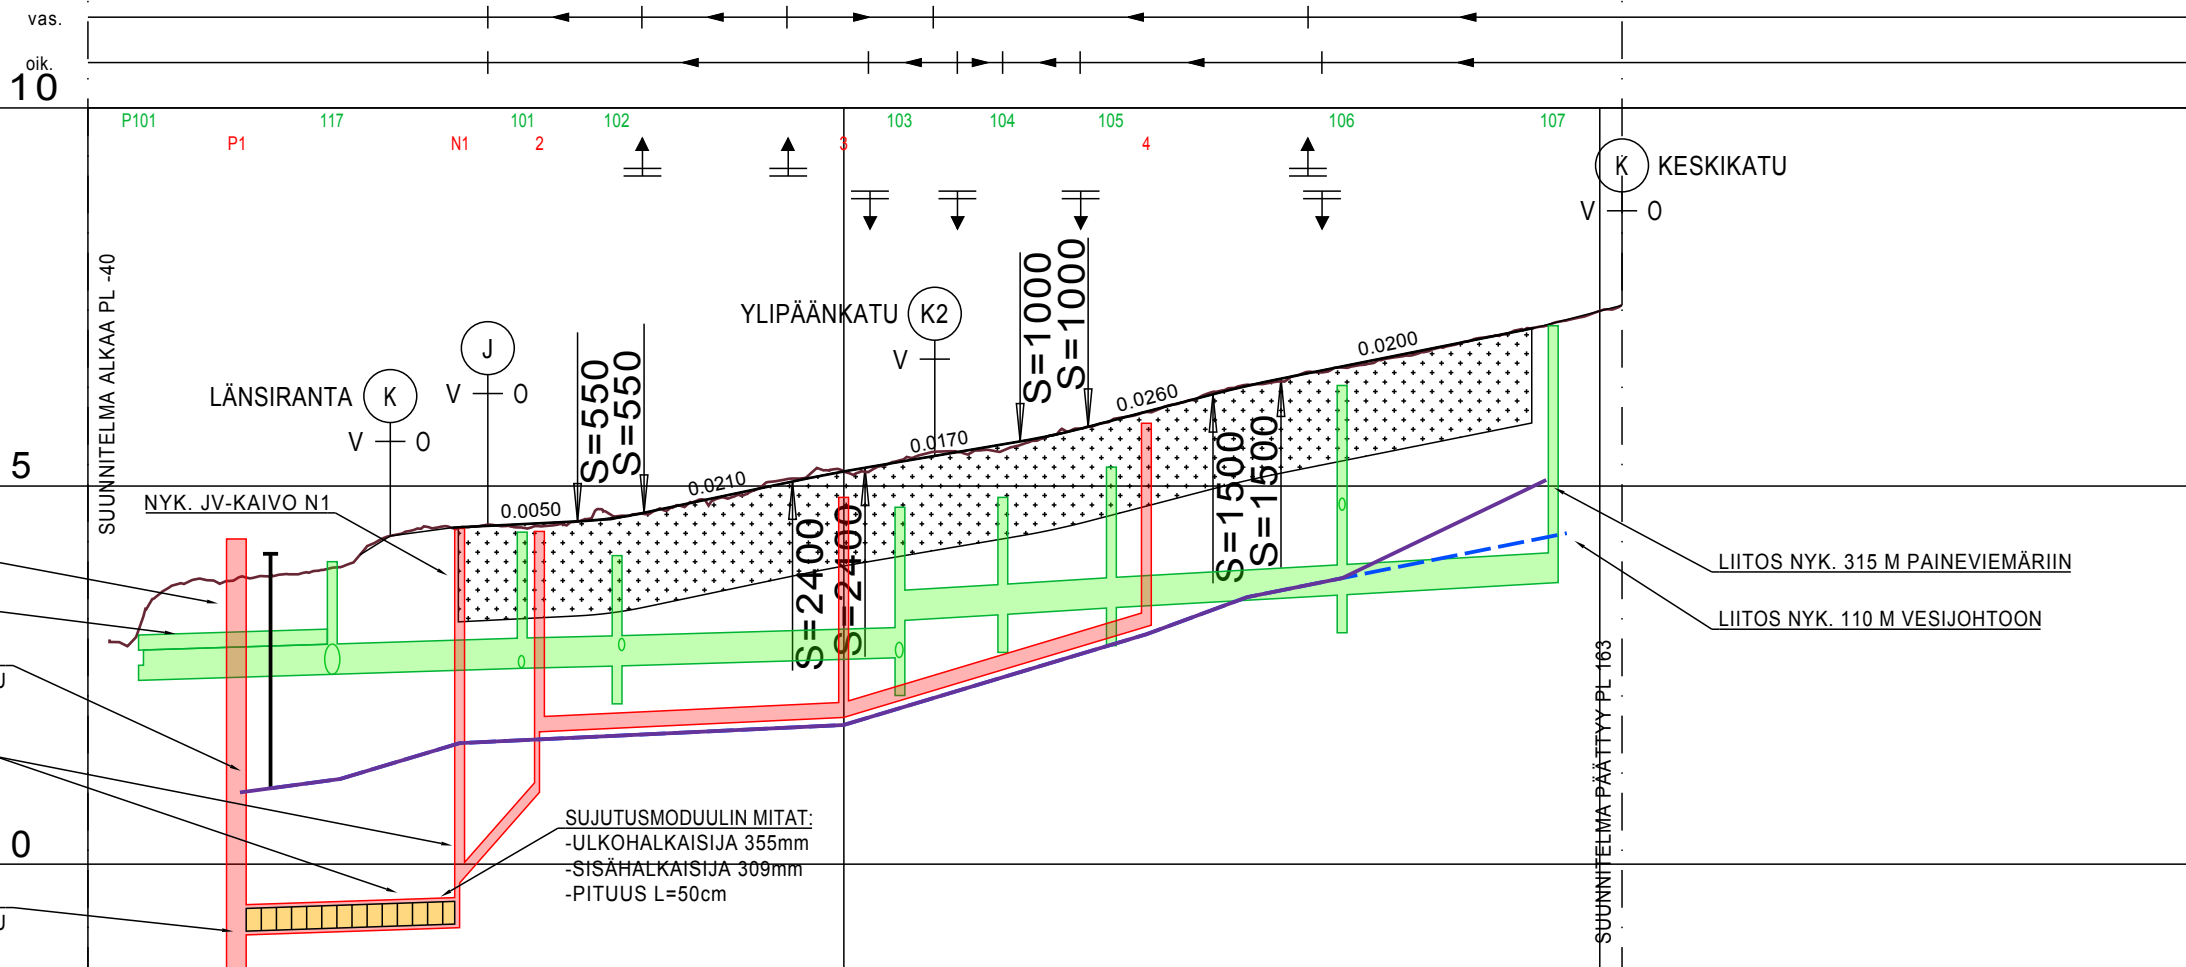 vas.
oik.
10
P101
117
101
102
103
104
105
106
107
P1
N1
2
3
4
K
KESKIKATU
V
O
SUUNNITELMA ALKAA PL -40
YLIPÄÄNKATU
K2
V
S=1000
S=1000
J
V
O
LÄNSIRANTA
K
V
O
S=550
S=550
0.0200
0.0260
0.0170
0.0210
0.0050
5
NYK. JV-KAIVO N1
S=2400
S=2400
S=1500
S=1500
LIITOS NYK. 315 M PAINEVIEMÄRIIN
LIITOS NYK. 110 M VESIJOHTOON
SUUNNITELMA PÄÄTTYY PL 163
U
0
SUJUTUSMODUULIN MITAT:
-ULKOHALKAISIJA 355mm
-SISÄHALKAISIJA 309mm
-PITUUS L=50cm
U